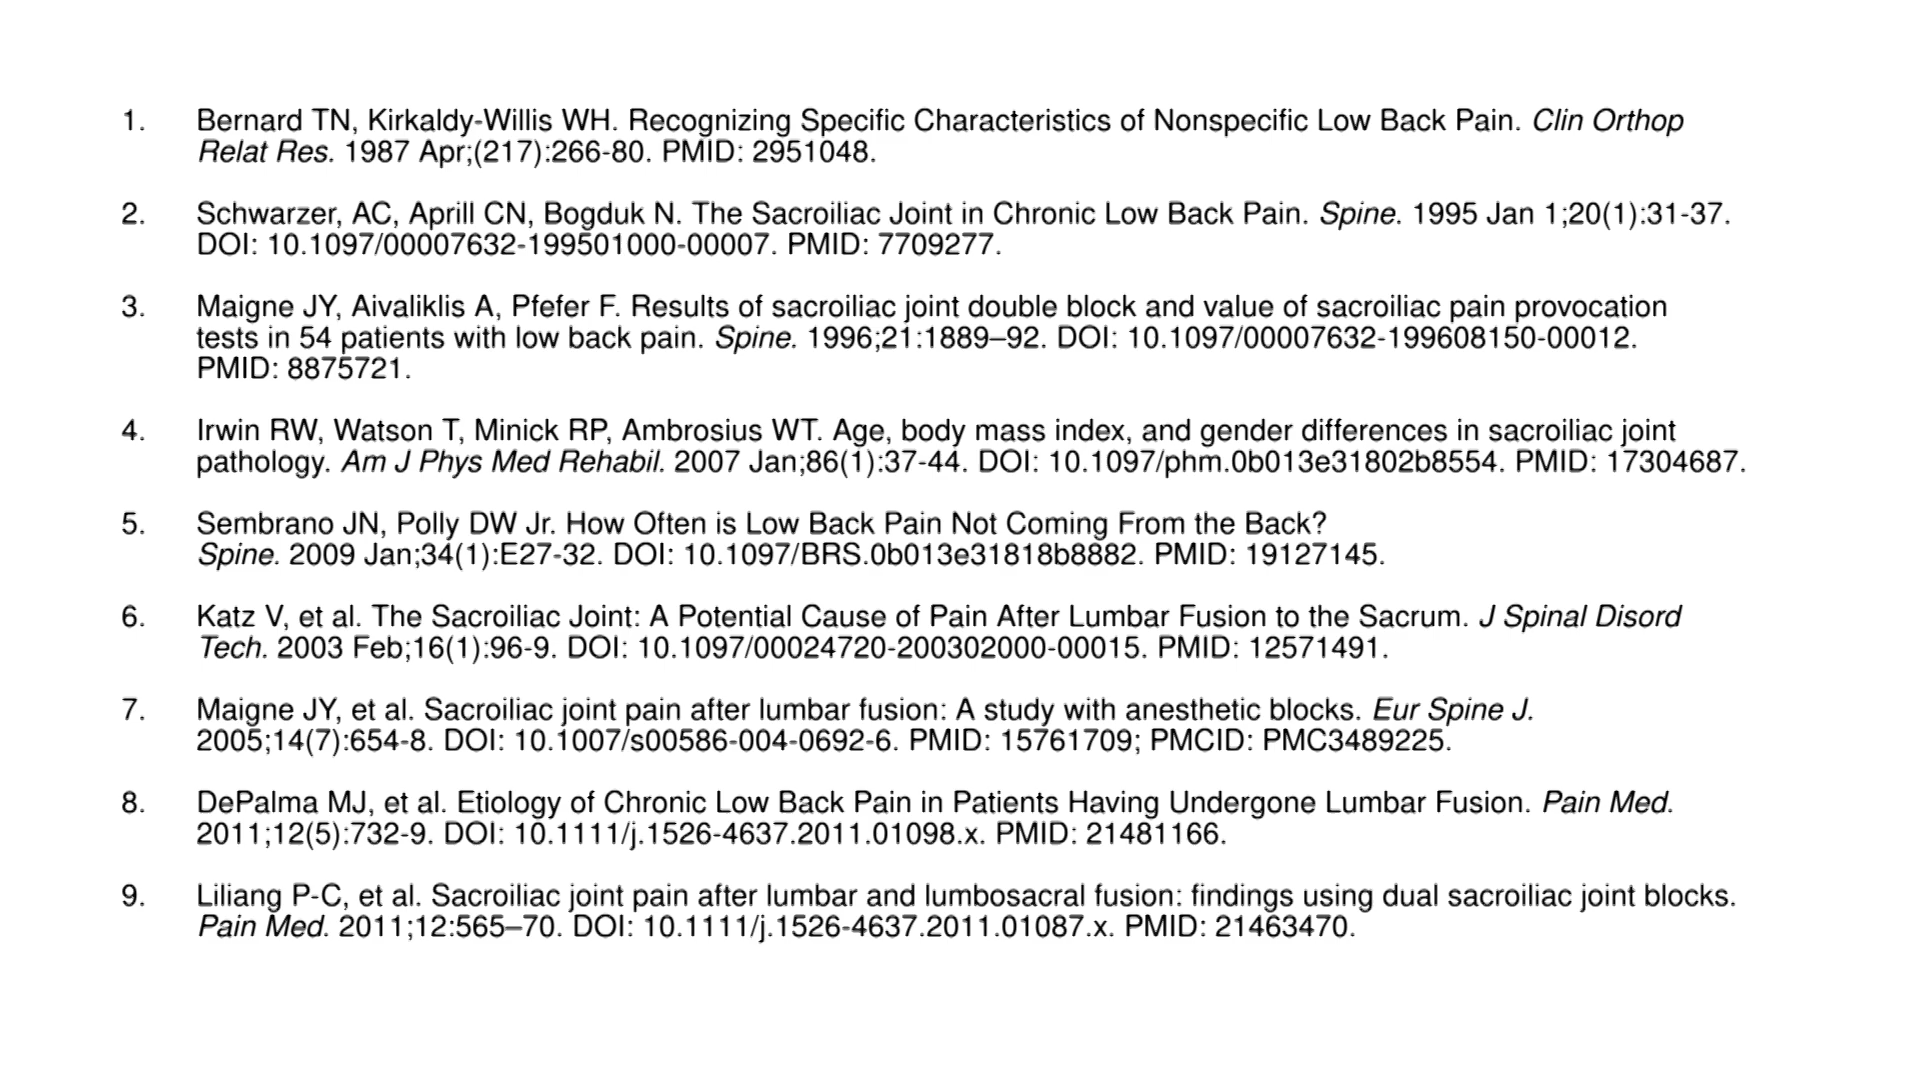 1. Bernard TN, Kirkaldy-Willis WH. Recognizing Specific Characteristics of Nonspecific Low Back Pain. Clin Orthop
Relat Res. 1987 Apr;(217):266-80. PMID: 2951048.
2. Schwarzer, AC, Aprill CN, Bogduk N. The Sacroiliac Joint in Chronic Low Back Pain. Spine. 1995 Jan 1;20(1):31-37.
DOI: 10.1097/00007632-199501000-00007. PMID: 7709277.
3. Maigne JY, Aivaliklis A, Pfefer F. Results of sacroiliac joint double block and value of sacroiliac pain provocation
tests in 54 patients with low back pain. Spine. 1996;21:1889–92. DOI: 10.1097/00007632-199608150-00012.
PMID: 8875721.
4. Irwin RW, Watson T, Minick RP, Ambrosius WT. Age, body mass index, and gender differences in sacroiliac joint
pathology. Am J Phys Med Rehabil. 2007 Jan;86(1):37-44. DOI: 10.1097/phm.0b013e31802b8554. PMID: 17304687.
5. Sembrano JN, Polly DW Jr. How Often is Low Back Pain Not Coming From the Back?
Spine. 2009 Jan;34(1):E27-32. DOI: 10.1097/BRS.0b013e31818b8882. PMID: 19127145.
6. Katz V, et al. The Sacroiliac Joint: A Potential Cause of Pain After Lumbar Fusion to the Sacrum. J Spinal Disord
Tech. 2003 Feb;16(1):96-9. DOI: 10.1097/00024720-200302000-00015. PMID: 12571491.
7. Maigne JY, et al. Sacroiliac joint pain after lumbar fusion: A study with anesthetic blocks. Eur Spine J.
2005;14(7):654-8. DOI: 10.1007/s00586-004-0692-6. PMID: 15761709; PMCID: PMC3489225.
8. DePalma MJ, et al. Etiology of Chronic Low Back Pain in Patients Having Undergone Lumbar Fusion. Pain Med.
2011;12(5):732-9. DOI: 10.1111/j.1526-4637.2011.01098.x. PMID: 21481166.
9. Liliang P-C, et al. Sacroiliac joint pain after lumbar and lumbosacral fusion: findings using dual sacroiliac joint blocks.
Pain Med. 2011;12:565–70. DOI: 10.1111/j.1526-4637.2011.01087.x. PMID: 21463470.